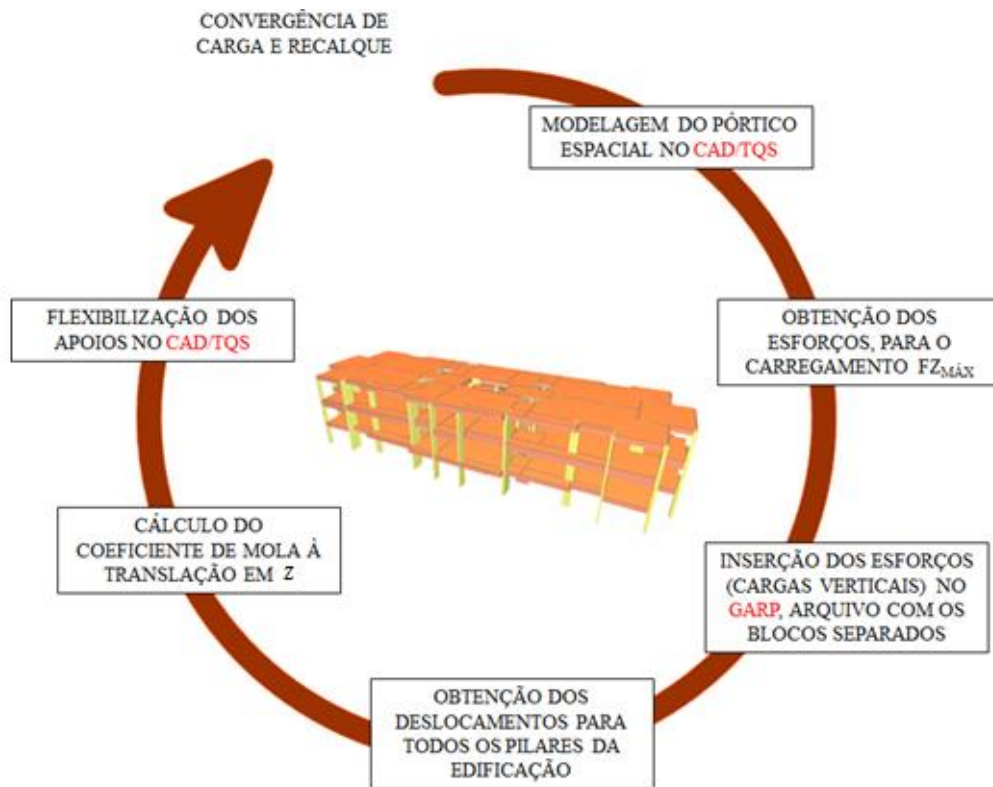 CONVERGÊNCIA DE
CARGA E RECALQUE
MODELAGEM DO PÓRTICO
ESPACIAL NO CAD/TQS
OBTENÇÃO DOS
ESFORÇOS, PARA O
CARREGAMENTO FZMÁX
INSERÇÃO DOS ESFORÇOS
(CARGAS VERTICAIS) NO
GARP, ARQUIVO COM OS
BLOCOS SEPARADOS
OBTENÇÃO DOS
DESLOCAMENTOS PARA
TODOS OS PILARES DA
EDIFICAÇÃO
CÁLCULO DO
COEFICIENTE DE MOLA À
TRANSLAÇÃO EM Z
FLEXIBILIZAÇÃO DOS
APOIOS NO CAD/TQS